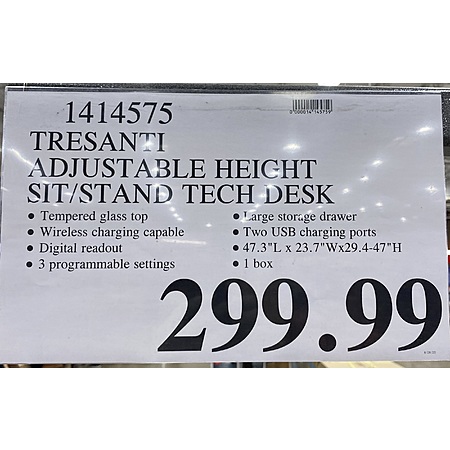 1414575
TRESANTI
ADJUSTABLE HEIGHT
SIT/STAND TECH DESK
• Tempered glass top
• Wireless charging capable
• Digital readout
• 3 programmable settings
• Large storage drawer
• Two USB charging ports
• 47.3"L x 23.7"Wx29.4-47"H
• 1 box
299.99